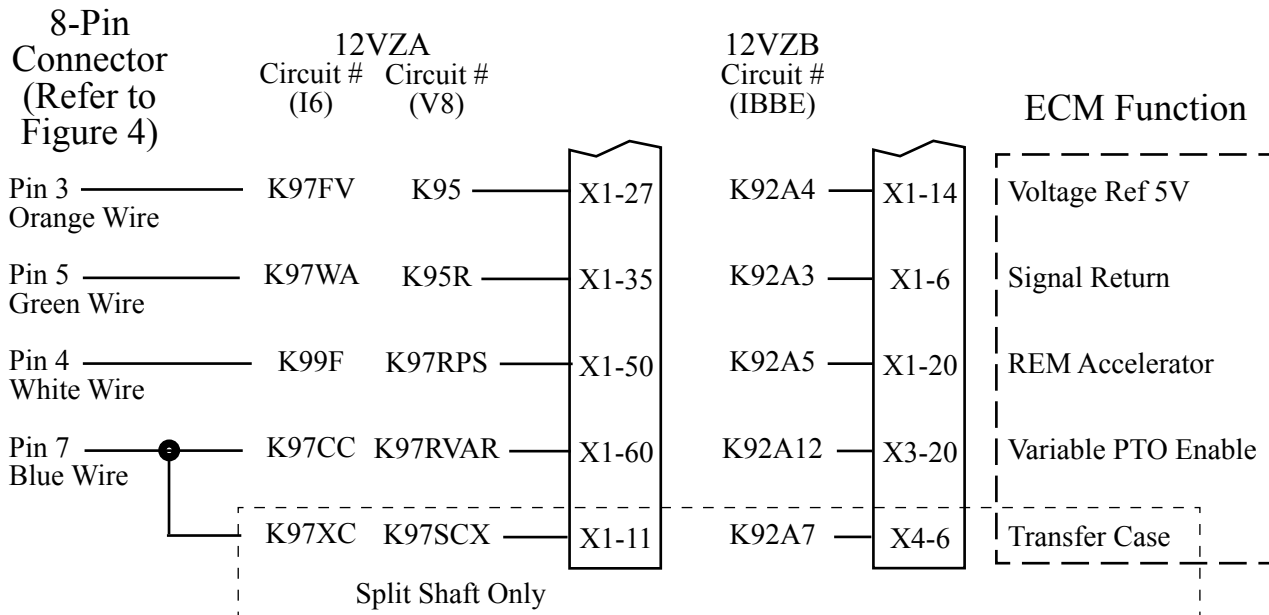 8-Pin
Connector
(Refer to
Figure 4)
12VZA
Circuit # Circuit #
(I6) (V8)
12VZB
Circuit #
(IBBE)
ECM Function
Pin 3 K97FV K95 X1-27 K92A4 X1-14 Voltage Ref 5V
Orange Wire
Pin 5 K97WA K95R X1-35 K92A3 X1-6 Signal Return
Green Wire
Pin 4 K99F K97RPS X1-50 K92A5 X1-20 REM Accelerator
White Wire
Pin 7 K97CC K97RVAR X1-60 K92A12 X3-20 Variable PTO Enable
Blue Wire
K97XC K97SCX X1-11 K92A7 X4-6 Transfer Case
Split Shaft Only